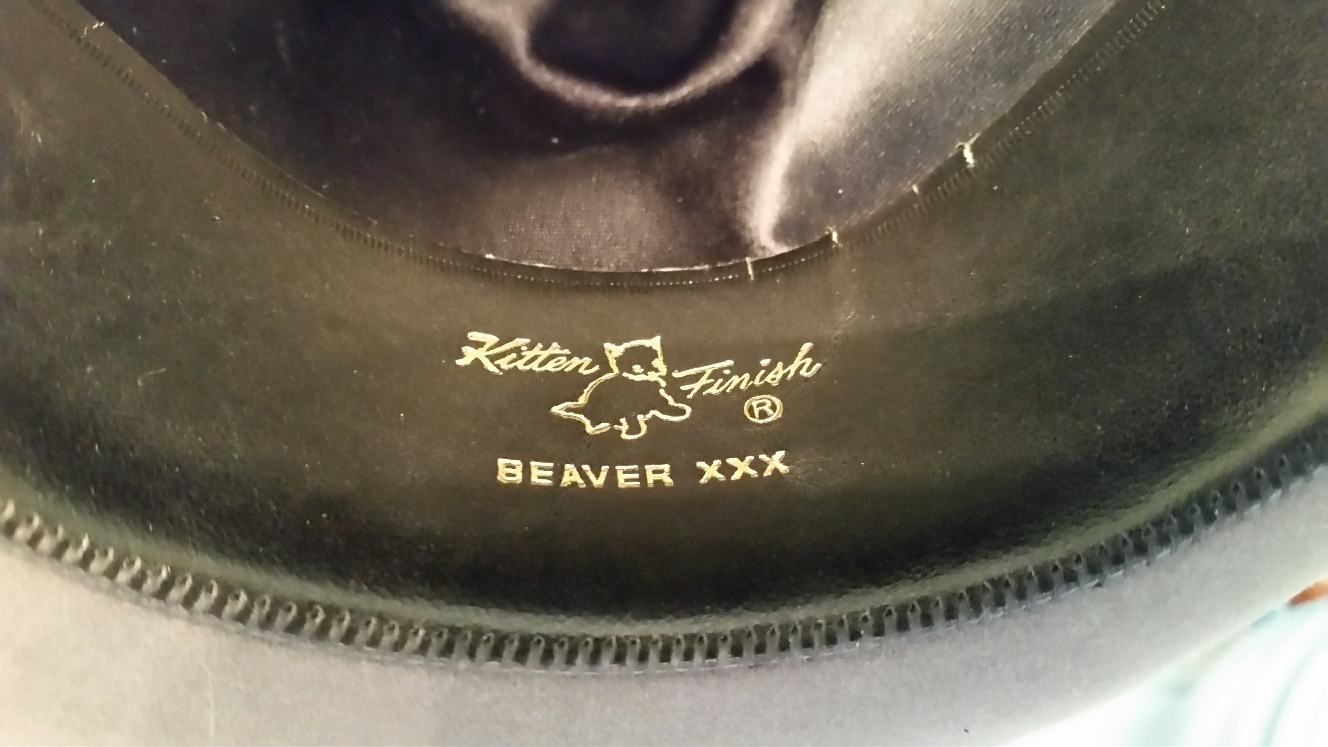 Kitten Finish
®
BEAVER XXX